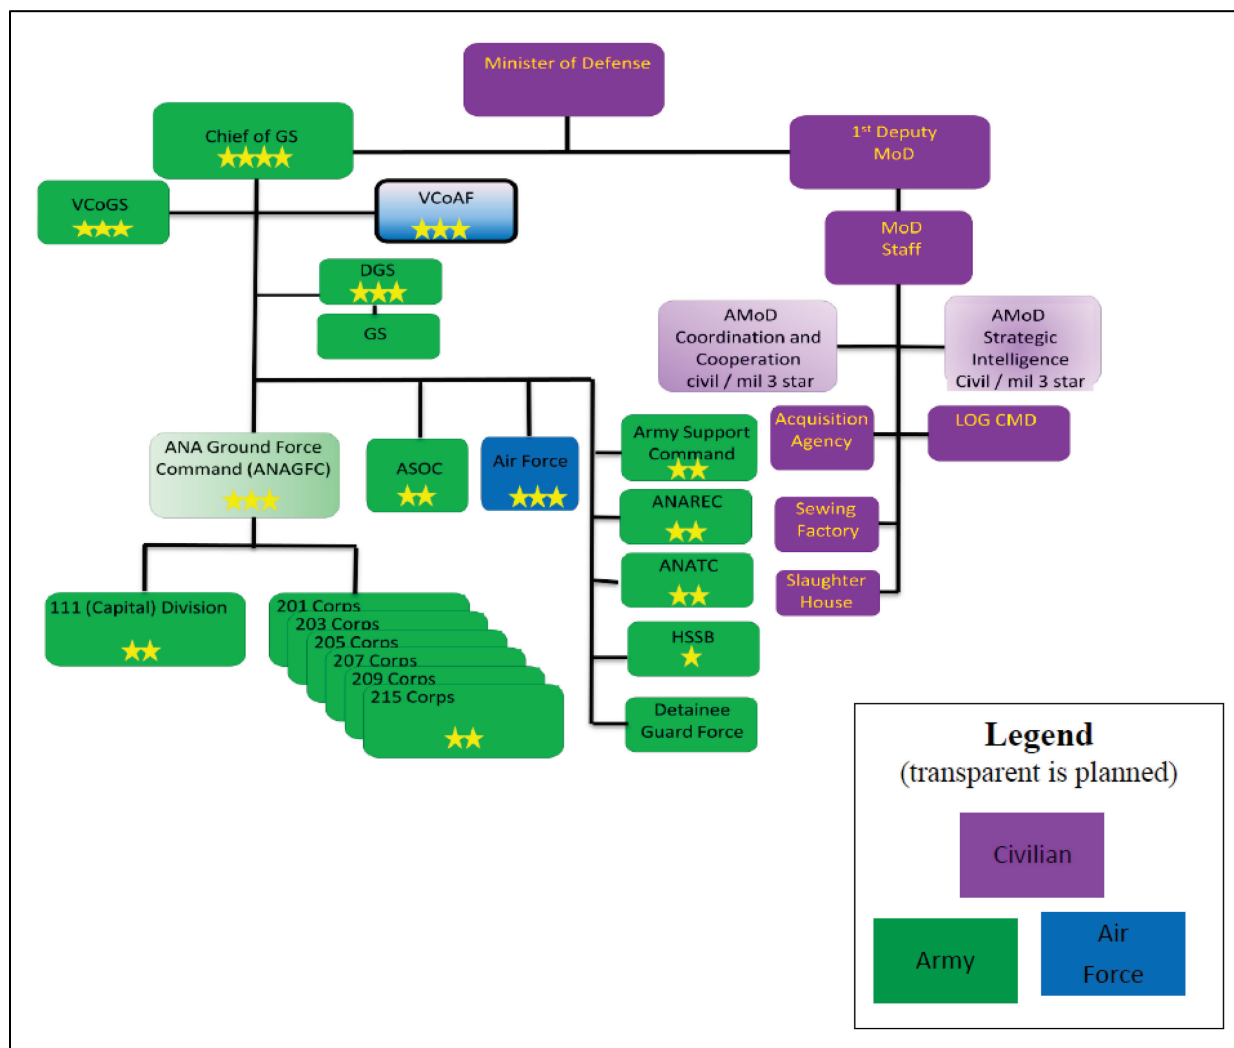 Minister of Defense
Chief of GS
1st Deputy
MoD
VCoGS
VCoAF
MoD
Staff
DGS
GS
AMoD
Coordination and
Cooperation
civil / mil 3 star
AMoD
Strategic
Intelligence
Civil / mil 3 star
ANA Ground Force
Command (ANAGFC)
ASOC
Air Force
Army Support
Command
Acquisition
Agency
LOG CMD
ANAREC
Sewing
Factory
ANATC
Slaughter
House
111 (Capital) Division
201 Corps
203 Corps
205 Corps
207 Corps
209 Corps
215 Corps
HSSB
Detainee
Guard Force
Legend
(transparent is planned)
Civilian
Army
Air
Force